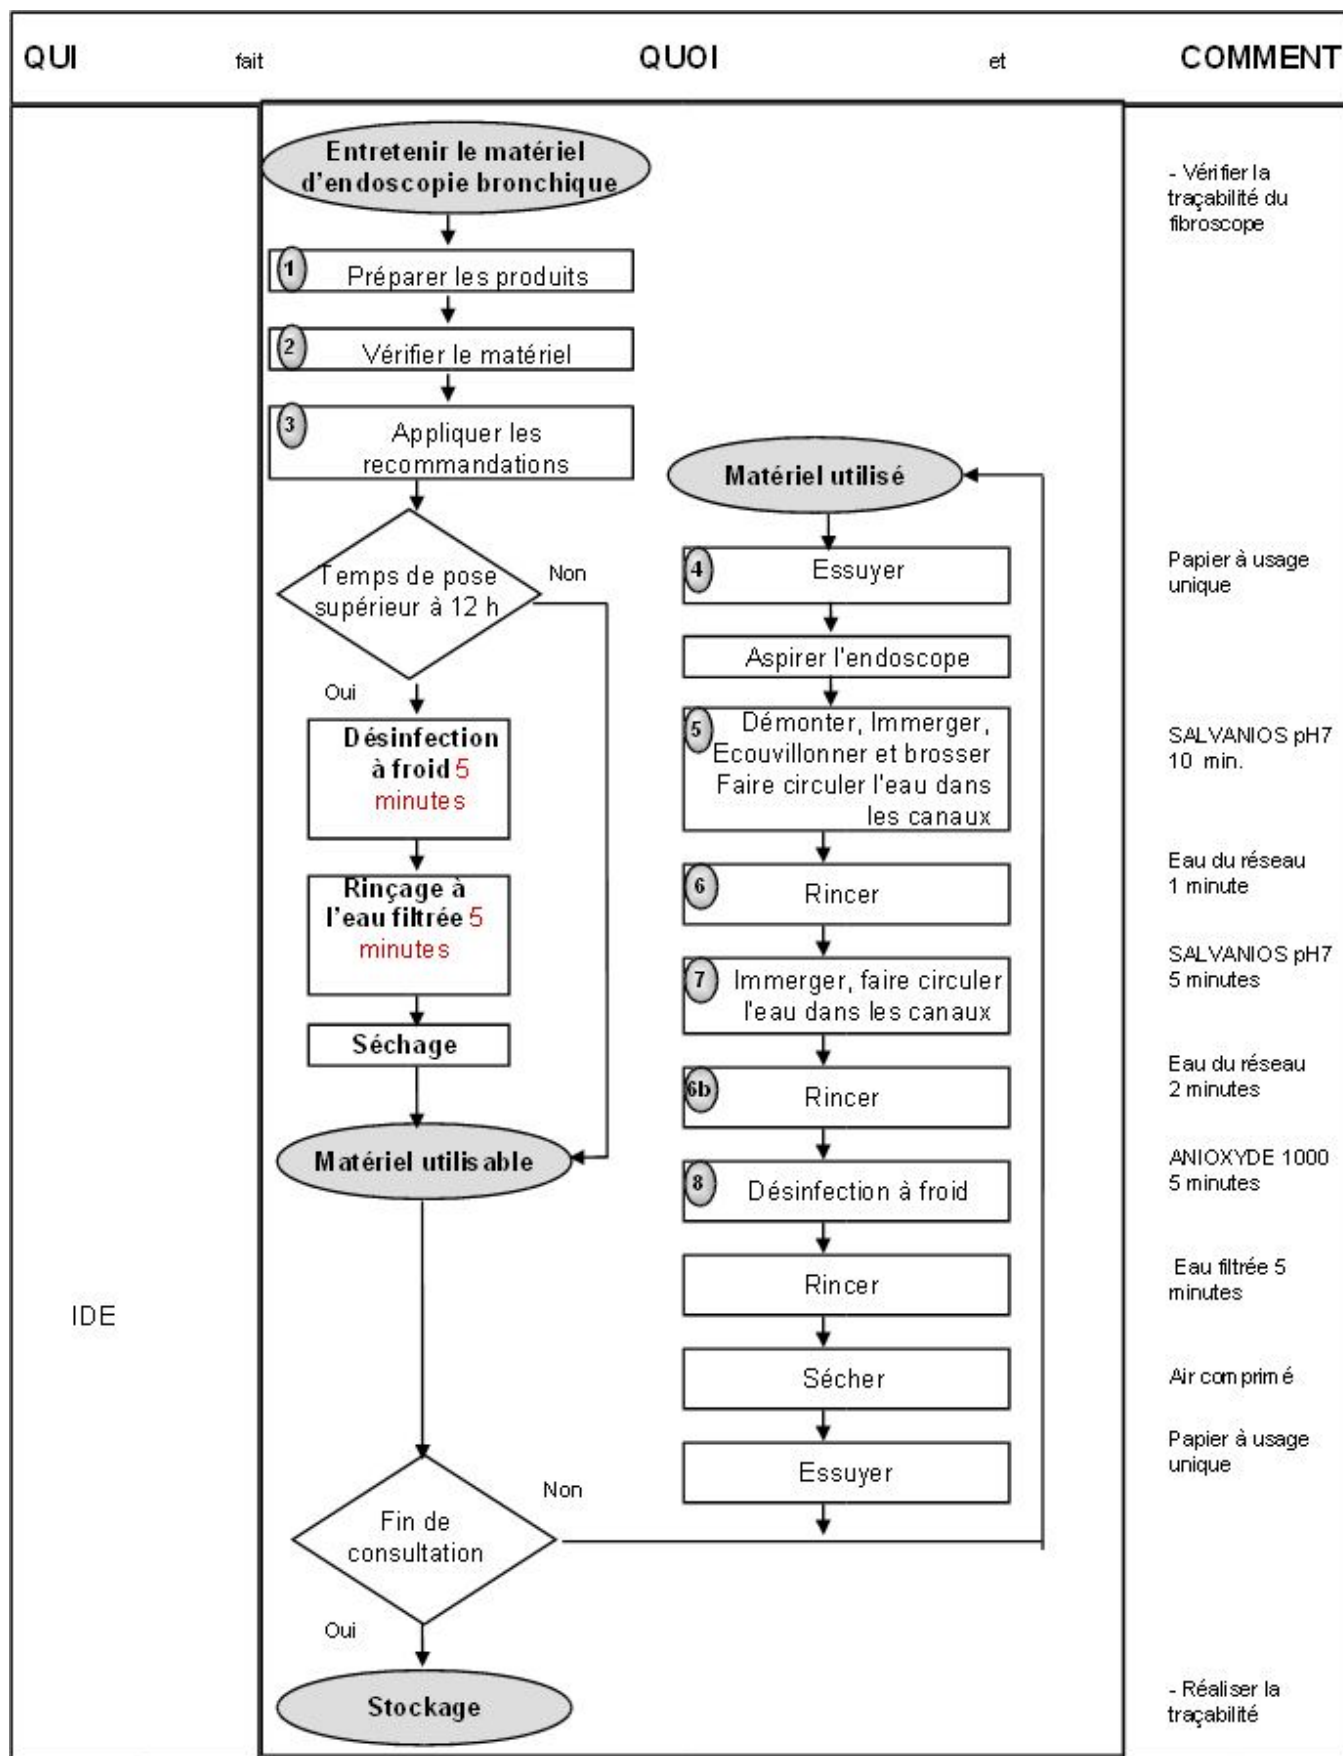 QUI fait QUOI et COMMENT
Entretenir le matériel
d'endoscopie bronchique
- Vérifier la
traçabilité du
fibroscope
1
Préparer les produits
2
Vérifier le matériel
3
Appliquer les
recommandations
Temps de pose
supérieur à 12 h
Non
Oui
Désinfection
à froid 5
minutes
Rinçage à
l'eau filtrée 5
minutes
Séchage
Matériel utilisable
IDE
Fin de
consultation
Non
Oui
Stockage
Matériel utilisé
4
Essuyer
Papier à usage
unique
Aspirer l'endoscope
5
Démonter, Immerger,
Ecouvillonner et brosser
Faire circuler l'eau dans
les canaux
SALVANIOS pH7
10 min.
6
Rincer
Eau du réseau
1 minute
7
Immerger, faire circuler
l'eau dans les canaux
SALVANIOS pH7
5 minutes
6b
Rincer
Eau du réseau
2 minutes
8
Désinfection à froid
ANIOXYDE 1000
5 minutes
Rincer
Eau filtrée 5
minutes
Sécher
Air comprimé
Essuyer
Papier à usage
unique
- Réaliser la
traçabilité